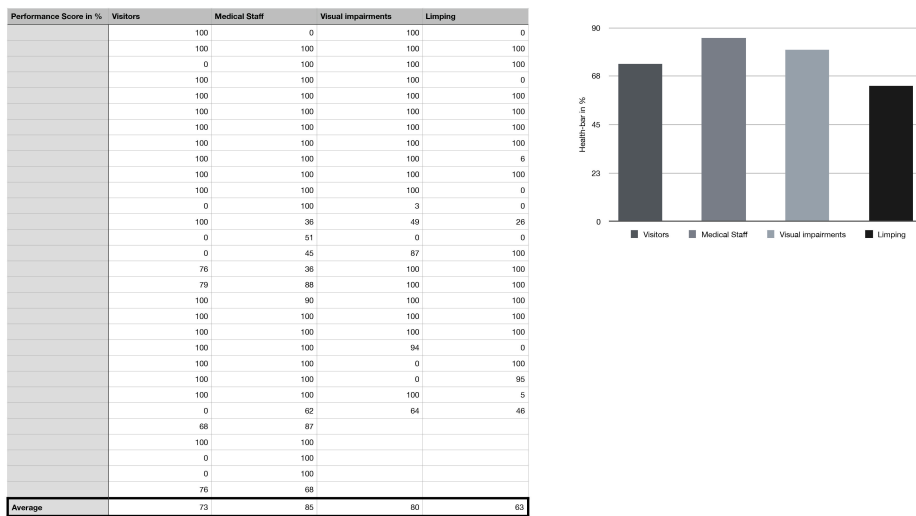 Performance Score in % Visitors Medical Staff Visual impairments Limping
100 0 100 0
100 100 100 100
0 100 100 100
100 100 100 0
100 100 100 100
100 100 100 100
100 100 100 100
100 100 100 100
100 100 100 6
100 100 100 100
100 100 100 0
0 100 3 0
100 36 49 26
0 51 0 0
0 45 87 100
76 36 100 100
79 88 100 100
100 90 100 100
100 100 100 100
100 100 100 100
100 100 94 0
100 100 0 100
100 100 0 95
100 100 100 5
0 62 64 46
68 87
100 100
0 100
0 100
76 68
Average 73 85 80 63
Health-bar in %
90
68
45
23
0
Visitors Medical Staff Visual impairments Limping